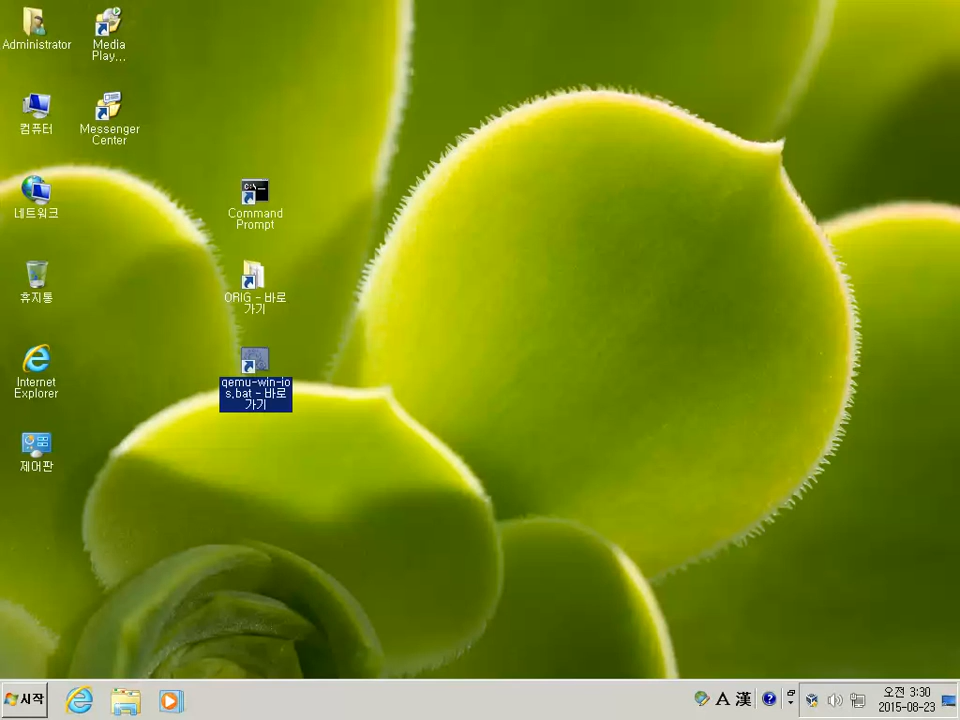 Administrator
Media
Play...
컴퓨터
Messenger
Center
네트워크
Command
Prompt
휴지통
ORIG - 바로
가기
Internet
Explorer
qemu-win-io
s.bat - 바로
가기
제어판
시작
A 漢
오전 3:30
2015-08-23